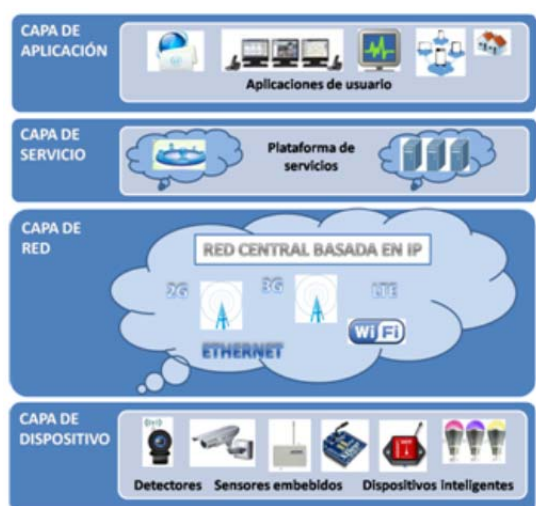 CAPA DE
APLICACIÓN
Aplicaciones de usuario
CAPA DE
SERVICIO
Plataforma de
servicios
CAPA DE
RED
RED CENTRAL BASADA EN IP
2G
3G
LTE
WiFi
ETHERNET
CAPA DE
DISPOSITIVO
Detectores Sensores embebidos Dispositivos inteligentes